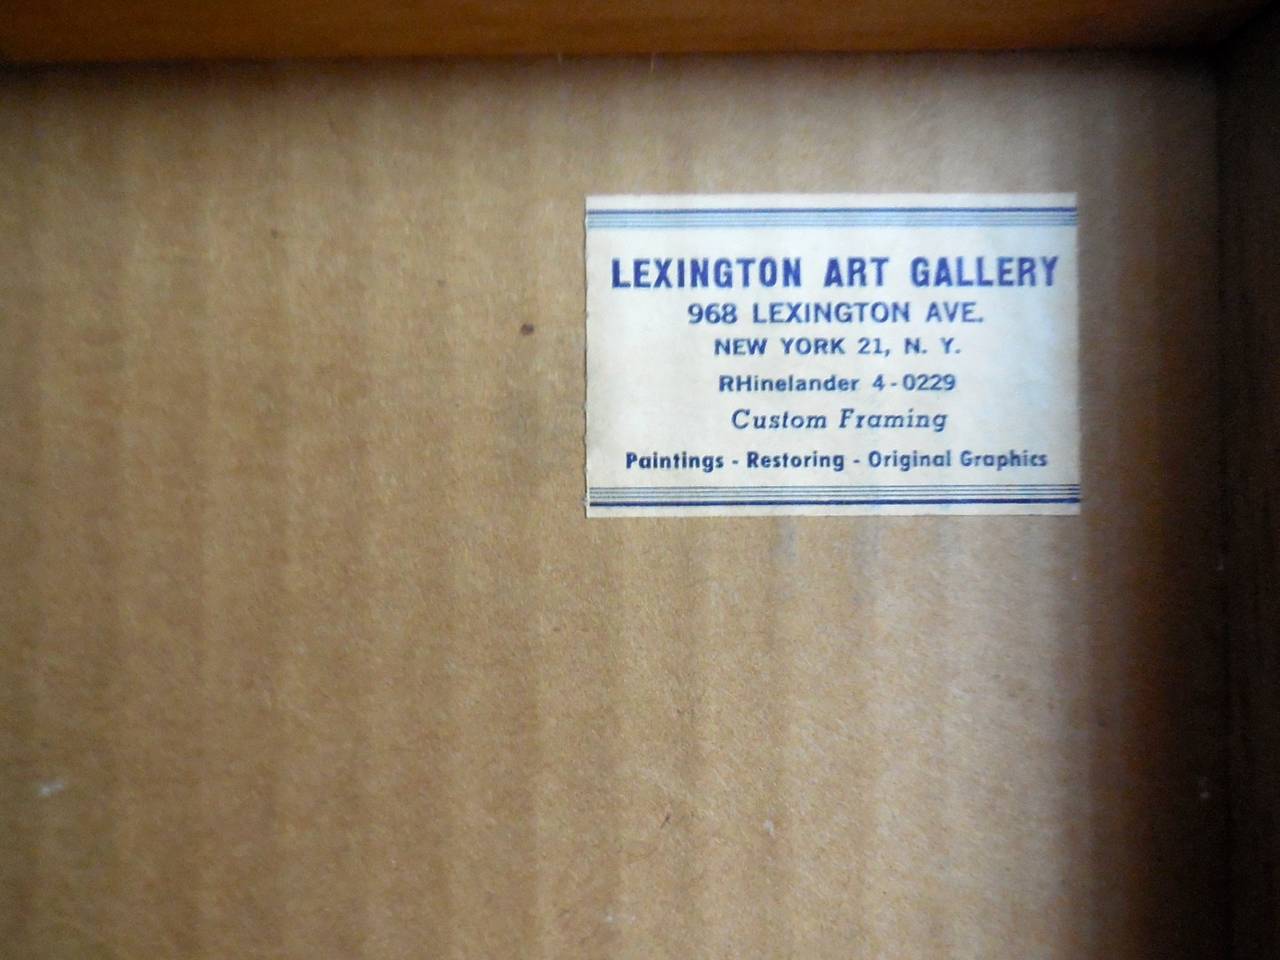 LEXINGTON ART GALLERY
968 LEXINGTON AVE.
NEW YORK 21, N. Y.
RHinelander 4-0229
Custom Framing
Paintings - Restoring - Original Graphics